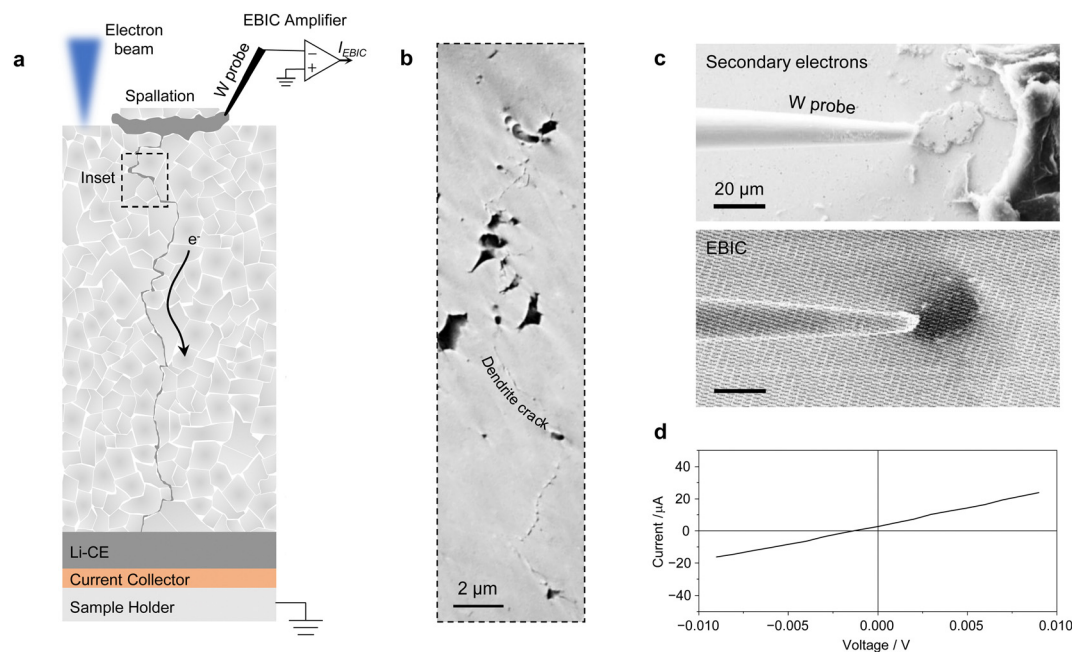 a
Electron
beam
EBIC Amplifier
I_EBIC
W probe
−
+
Spallation
Inset
e-
Li-CE
Current Collector
Sample Holder
b
Dendrite crack
2 µm
c
Secondary electrons
W probe
20 µm
EBIC
d
Current /µA
40
20
0
−20
−40
−0.010
−0.005
0.000
0.005
0.010
Voltage / V